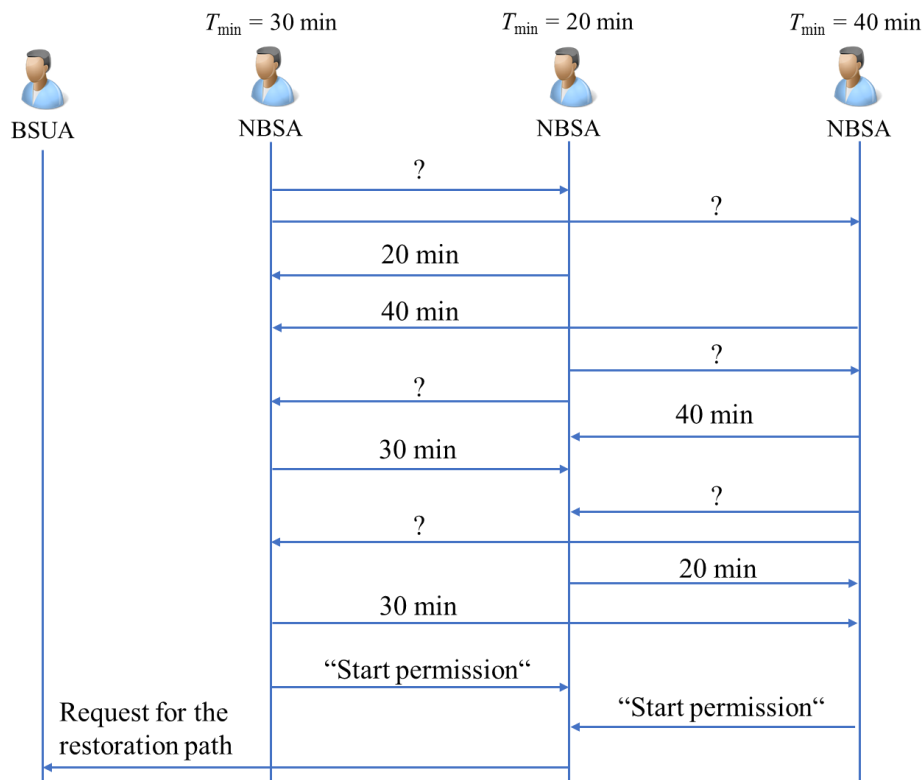 T_min = 30 min
T_min = 20 min
T_min = 40 min
BSUA
NBSA
NBSA
NBSA
?
?
20 min
40 min
?
?
40 min
30 min
?
?
20 min
30 min
“Start permission“
“Start permission“
Request for the
restoration path